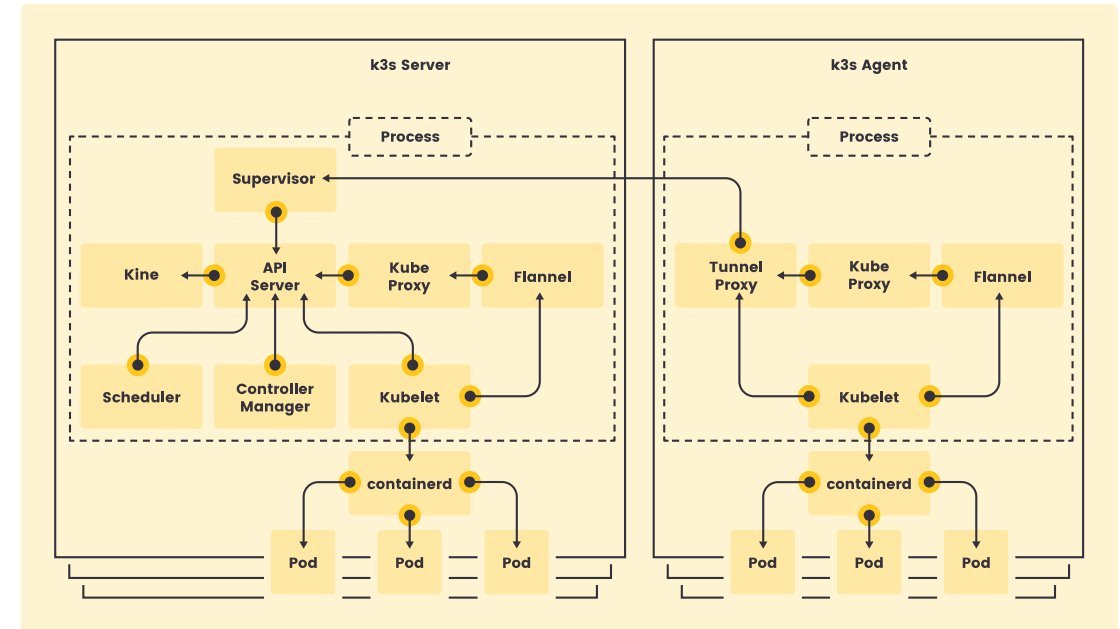 k3s Server
Process
Supervisor
Kine
API
Server
Kube
Proxy
Flannel
Scheduler
Controller
Manager
Kubelet
containerd
Pod
Pod
Pod
k3s Agent
Process
Tunnel
Proxy
Kube
Proxy
Flannel
Kubelet
containerd
Pod
Pod
Pod